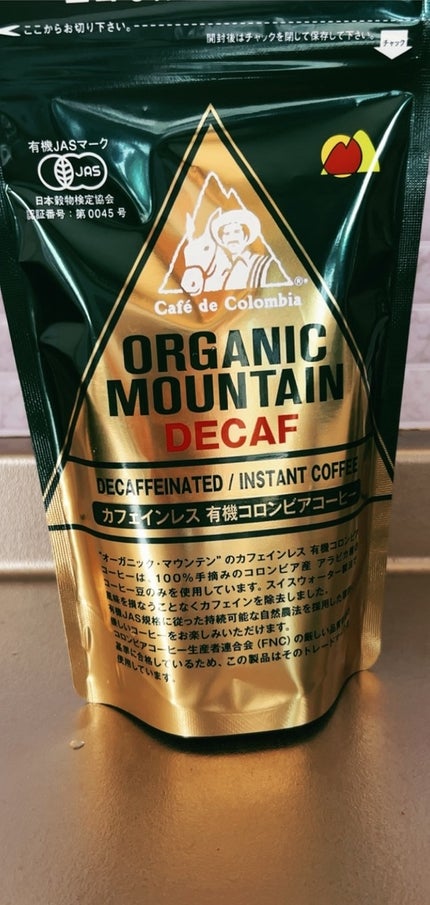 ここからお切り下さい。
開封後はチャックを閉じて保存して下さい。
チャック
有機JASマーク
JAS
日本穀物検定協会
認証番号：第0045号
®
Café de Colombia
ORGANIC
MOUNTAIN
DECAF
DECAFFEINATED / INSTANT COFFEE
カフェインレス 有機コロンビアコーヒー
"オーガニック・マウンテン"のカフェインレス 有機コロンビア
コーヒーは、100%手摘みのコロンビア産 アラビカ種の
コーヒー豆のみを使用しています。スイスウォーター製法で
風味を損なうことなくカフェインを除去しました。
有機JAS規格に従った持続可能な自然農法を採用した
美味しいコーヒーをお楽しみいただけます。
コロンビアコーヒー生産者連合会（FNC）の厳しい品質
基準に合格しているため、この製品はそのトレードマーク
使用しています。